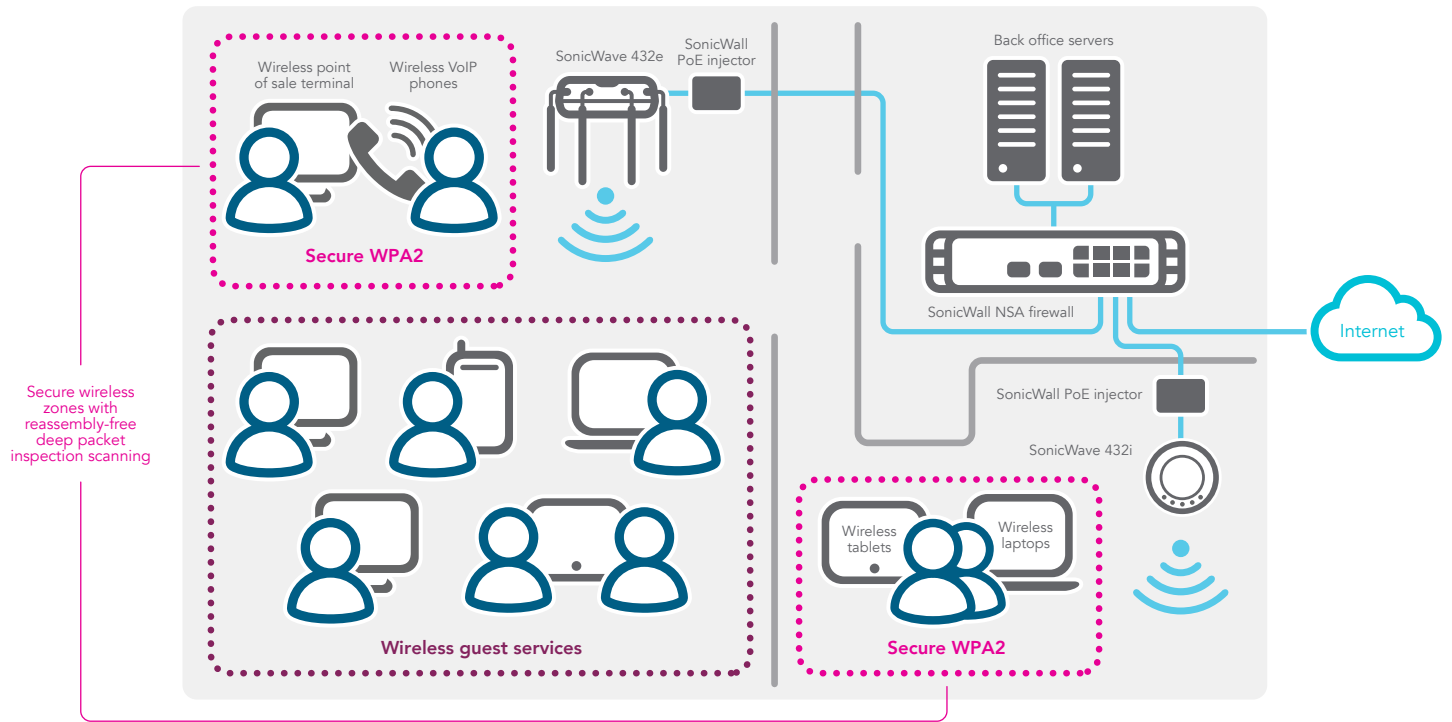 Wireless point
of sale terminal
Wireless VoIP
phones
SonicWave 432e
SonicWall
PoE injector
Back office servers
Secure WPA2
SonicWall NSA firewall
Internet
Secure wireless
zones with
reassembly-free
deep packet
inspection scanning
SonicWall PoE injector
SonicWave 432i
Wireless
tablets
Wireless
laptops
Wireless guest services
Secure WPA2